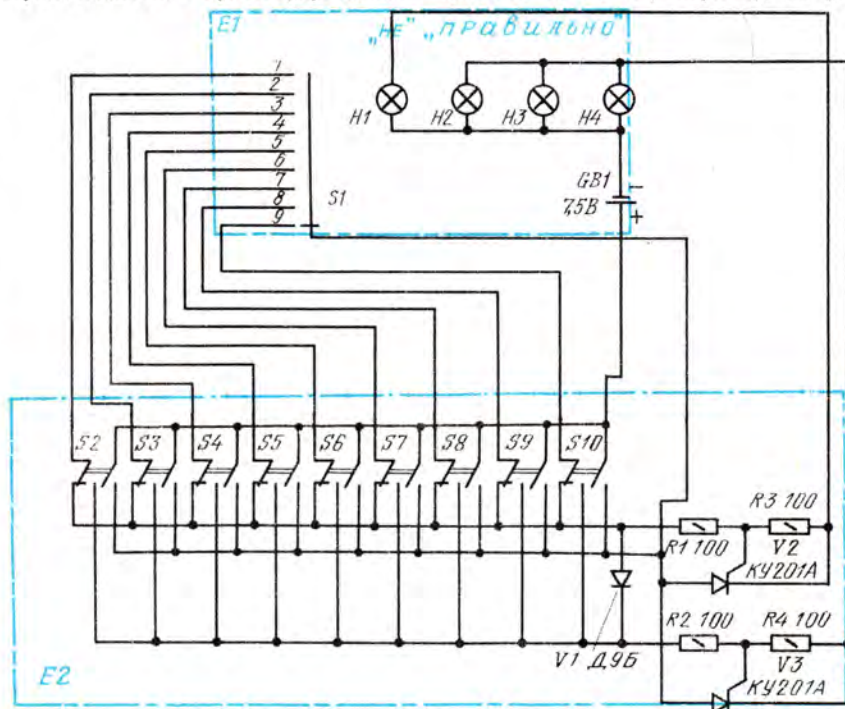 E1 „НЕ" „ПРАВИЛЬНО"
1
2
3
4
5
6
7
8
9
S1
H1 H2 H3 H4
GB1
7,5В
−
+
S2 S3 S4 S5 S6 S7 S8 S9 S10
R3 100
R1 100
V2
КУ201А
R2 100 R4 100
V1 Д9Б
V3
КУ201А
E2